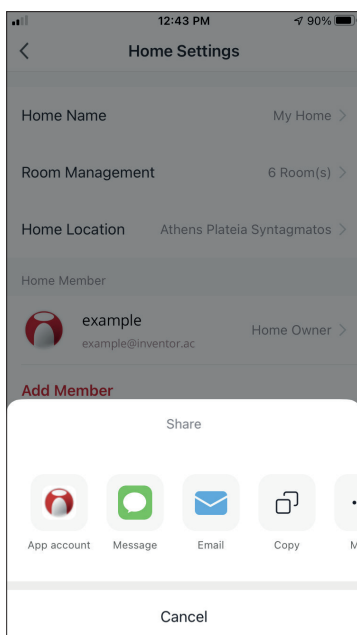 12:43 PM 90%
Home Settings
Home Name My Home
Room Management 6 Room(s)
Home Location Athens Plateia Syntagmatos
Home Member
example
example@inventor.ac
Home Owner
Add Member
Share
App account Message Email Copy M
Cancel